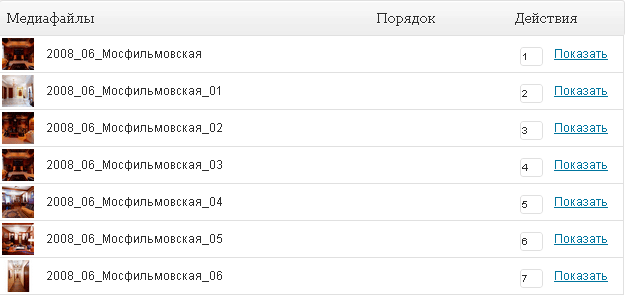 Медиафайлы Порядок Действия
2008_06_Мосфильмовская 1 Показать
2008_06_Мосфильмовская_01 2 Показать
2008_06_Мосфильмовская_02 3 Показать
2008_06_Мосфильмовская_03 4 Показать
2008_06_Мосфильмовская_04 5 Показать
2008_06_Мосфильмовская_05 6 Показать
2008_06_Мосфильмовская_06 7 Показать